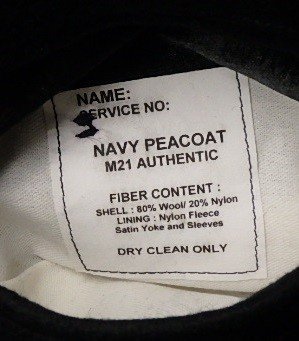 NAME:
SERVICE NO:
NAVY PEACOAT
M21 AUTHENTIC
FIBER CONTENT :
SHELL : 80% Wool/ 20% Nylon
LINING : Nylon Fleece
Satin Yoke and Sleeves
DRY CLEAN ONLY